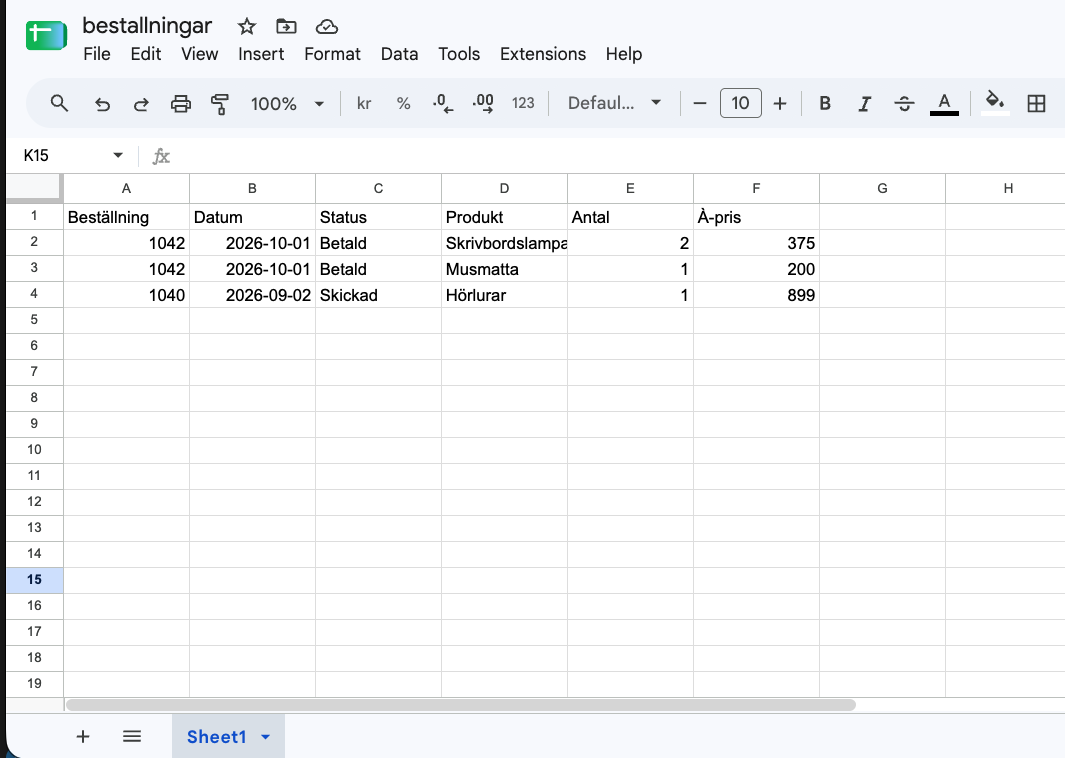 bestallningar
File Edit View Insert Format Data Tools Extensions Help
100% kr % .0 .00 123 Defaul... 10 B I S A
K15 fx
A B C D E F G H
1 Beställning Datum Status Produkt Antal À-pris
2 1042 2026-10-01 Betald Skrivbordslampa 2 375
3 1042 2026-10-01 Betald Musmatta 1 200
4 1040 2026-09-02 Skickad Hörlurar 1 899
5
6
7
8
9
10
11
12
13
14
15
16
17
18
19
Sheet1